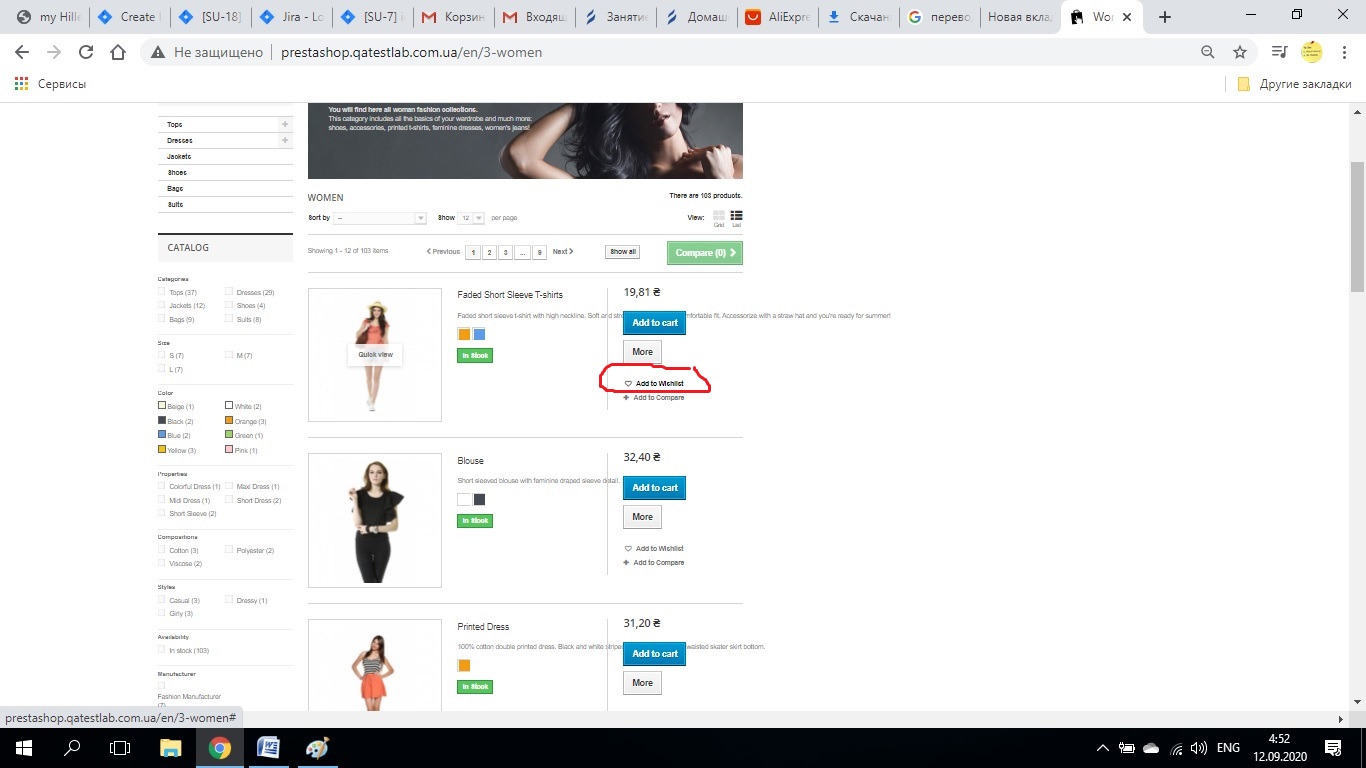 my Hille
Create I
[SU-18]
Jira - Lo
[SU-7] i
Корзин
Входящ
Занятие
Домаш
AliExpre
Скачан
перево
Новая вклад
Wo
Не защищено
prestashop.qatestlab.com.ua/en/3-women
Сервисы
Другие закладки
You will find here all woman fashion collections.
This category includes all the basics of your wardrobe and much more:
shoes, accessories, printed t-shirts, feminine dresses, women's jeans!
Tops
Dresses
Jackets
Shoes
Bags
Suits
CATALOG
Categories
Tops (37) Dresses (29)
Jackets (12) Shoes (4)
Bags (9) Suits (8)
Size
S (7) M (7)
L (7)
Color
Beige (1) White (2)
Black (2) Orange (3)
Blue (2) Green (1)
Yellow (3) Pink (1)
Properties
Colorful Dress (1) Maxi Dress (1)
Midi Dress (1) Short Dress (2)
Short Sleeve (2)
Compositions
Cotton (3) Polyester (2)
Viscose (2)
Styles
Casual (3) Dressy (1)
Girly (3)
Availability
In stock (103)
Manufacturer
Fashion Manufacturer
(7)
WOMEN There are 103 products.
Sort by -- Show 12 per page View: Grid List
Showing 1 - 12 of 103 items Previous 1 2 3 ... 9 Next Show all Compare (0)
Quick view
Faded Short Sleeve T-shirts
Faded short sleeve t-shirt with high neckline. Soft and mfortable fit. Accessorize with a straw hat and you're ready for summer!
In Stock
19,81 ₴
Add to cart
More
Add to Wishlist
Add to Compare
Blouse
Short sleeved blouse with feminine draped sleeve detail.
In Stock
32,40 ₴
Add to cart
More
Add to Wishlist
Add to Compare
Printed Dress
100% cotton double printed dress. Black and white stripe waisted skater skirt bottom.
In Stock
31,20 ₴
Add to cart
More
prestashop.qatestlab.com.ua/en/3-women#
ENG
4:52
12.09.2020